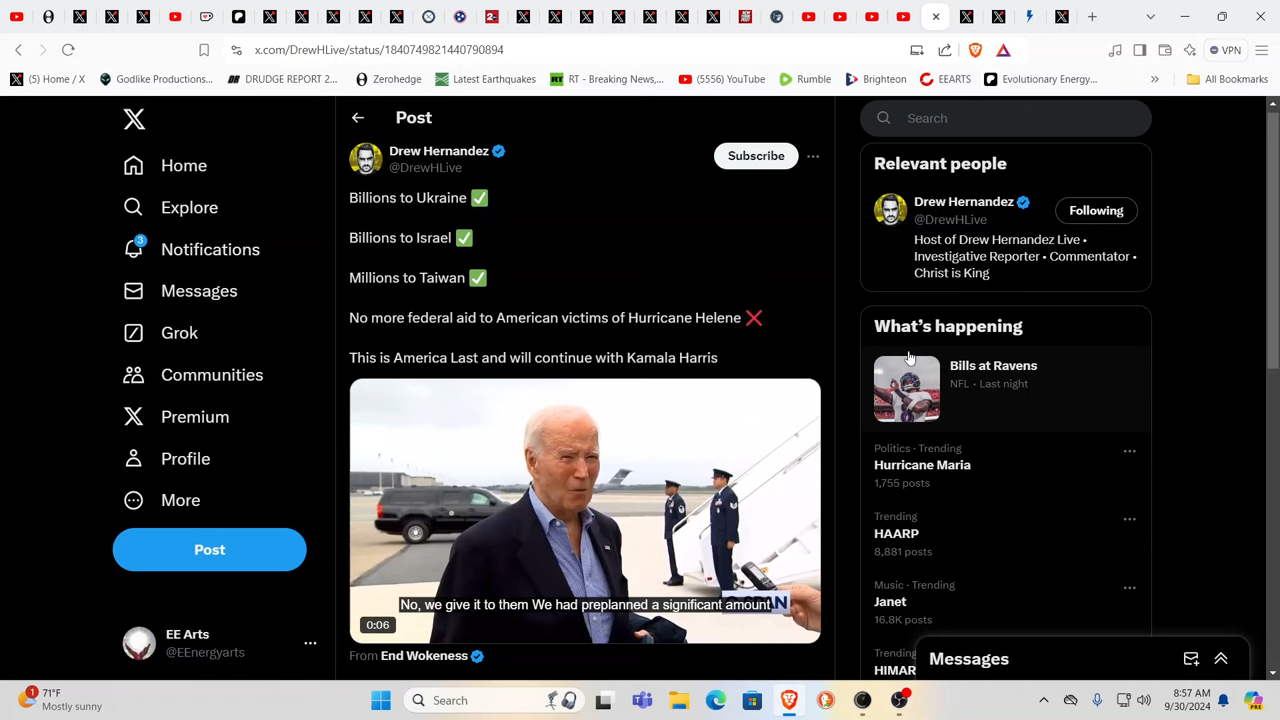 x.com/DrewHLive/status/1840749821440790894
VPN
(5) Home / X
Godlike Productions...
DRUDGE REPORT 2...
Zerohedge
Latest Earthquakes
RT - Breaking News,...
(5556) YouTube
Rumble
Brighteon
EEARTS
Evolutionary Energy...
All Bookmarks
Home
Explore
3
Notifications
Messages
Grok
Communities
Premium
Profile
More
Post
EE Arts
@EEnergyarts
Post
Drew Hernandez
@DrewHLive
Subscribe
Billions to Ukraine ✅
Billions to Israel ✅
Millions to Taiwan ✅
No more federal aid to American victims of Hurricane Helene ❌
This is America Last and will continue with Kamala Harris
No, we give it to them We had preplanned a significant amount
0:06
From End Wokeness
Search
Relevant people
Drew Hernandez
@DrewHLive
Following
Host of Drew Hernandez Live •
Investigative Reporter • Commentator •
Christ is King
What's happening
Bills at Ravens
NFL · Last night
Politics · Trending
Hurricane Maria
1,755 posts
Trending
HAARP
8,881 posts
Music · Trending
Janet
16.8K posts
Trending
Messages
1
71°F
Mostly sunny
Search
8:57 AM
9/30/2024